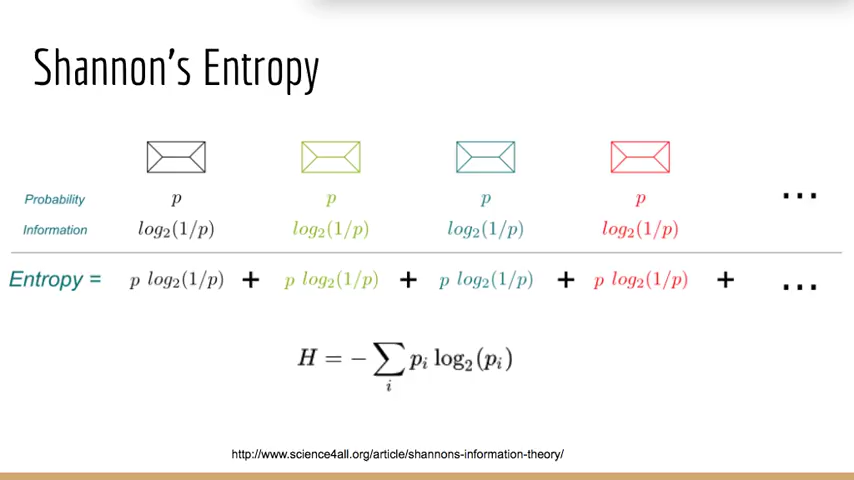 Shannon's Entropy
Probability p p p p ...
Information log₂(1/p) log₂(1/p) log₂(1/p) log₂(1/p)
Entropy = p log₂(1/p) + p log₂(1/p) + p log₂(1/p) + p log₂(1/p) + ...
H = − ∑ᵢ pᵢ log₂(pᵢ)
http://www.science4all.org/article/shannons-information-theory/